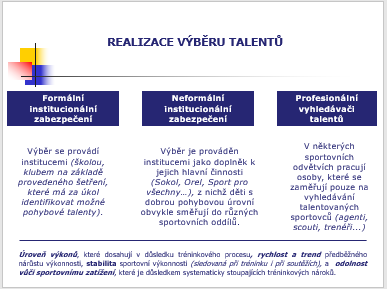 REALIZACE VÝBĚRU TALENTŮ
Formální
institucionální
zabezpečení
Výběr se provádí
institucemi (školou,
klubem na základě
provedeného šetření,
které má za úkol
identifikovat možné
pohybové talenty).
Neformální
institucionální
zabezpečení
Výběr je prováděn
institucemi jako doplněk k
jejich hlavní činnosti
(Sokol, Orel, Sport pro
všechny…), z nichž děti s
dobrou pohybovou úrovní
obvykle směřují do různých
sportovních oddílů.
Profesionální
vyhledávači
talentů
V některých
sportovních
odvětvích pracují
osoby, které se
zaměřují pouze na
vyhledávání
talentovaných
sportovců (agenti,
scouti, trenéři...)
Úroveň výkonů, které dosahují v důsledku tréninkového procesu, rychlost a trend předběžného
nárůstu výkonnosti, stabilita sportovní výkonnosti (sledovaná při tréninku i při soutěžích), a odolnost
vůči sportovnímu zatížení, které je důsledkem systematicky stoupajících tréninkových nároků.